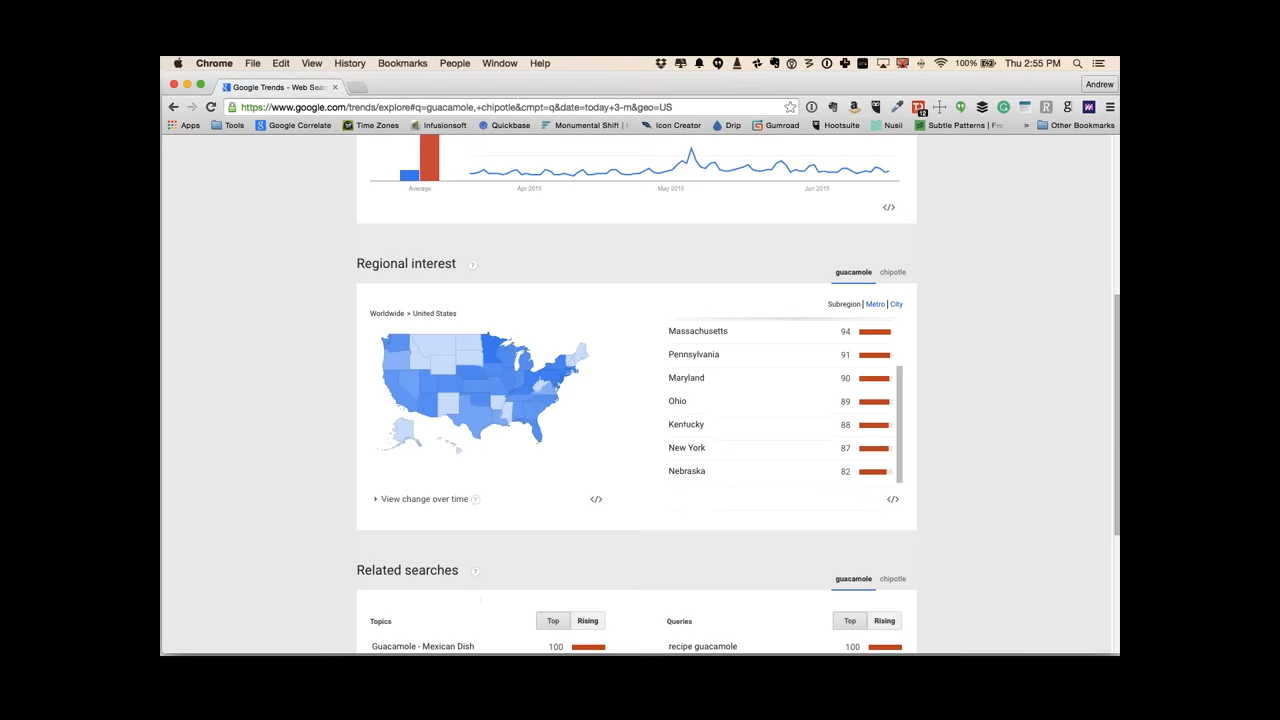 Chrome File Edit View History Bookmarks People Window Help 100% Thu 2:55 PM
Google Trends - Web Sear Andrew
https://www.google.com/trends/explore#q=guacamole,+chipotle&cmpt=q&date=today+3-m&geo=US
Apps Tools Google Correlate Time Zones Infusionsoft Quickbase Monumental Shift | Icon Creator Drip Gumroad Hootsuite Nusii Subtle Patterns | Fre » Other Bookmarks
Average Apr 2015 May 2015 Jun 2015
</>
Regional interest ?
guacamole chipotle
Subregion | Metro | City
Worldwide > United States
Massachusetts 94
Pennsylvania 91
Maryland 90
Ohio 89
Kentucky 88
New York 87
Nebraska 82
View change over time ? </> </>
Related searches ?
guacamole chipotle
Topics Top Rising Queries Top Rising
Guacamole - Mexican Dish 100 recipe guacamole 100